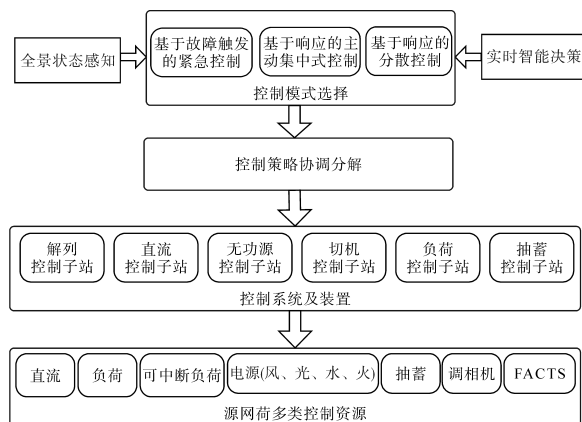 基于故障触发
的紧急控制
基于响应的主
动集中式控制
基于响应的
分散控制
全景状态感知
实时智能决策
控制模式选择
控制策略协调分解
解列
控制子站
直流
控制子站
无功源
控制子站
切机
控制子站
负荷
控制子站
抽蓄
控制子站
控制系统及装置
直流
负荷
可中断负荷
电源(风、光、水、火)
抽蓄
调相机
FACTS
源网荷多类控制资源